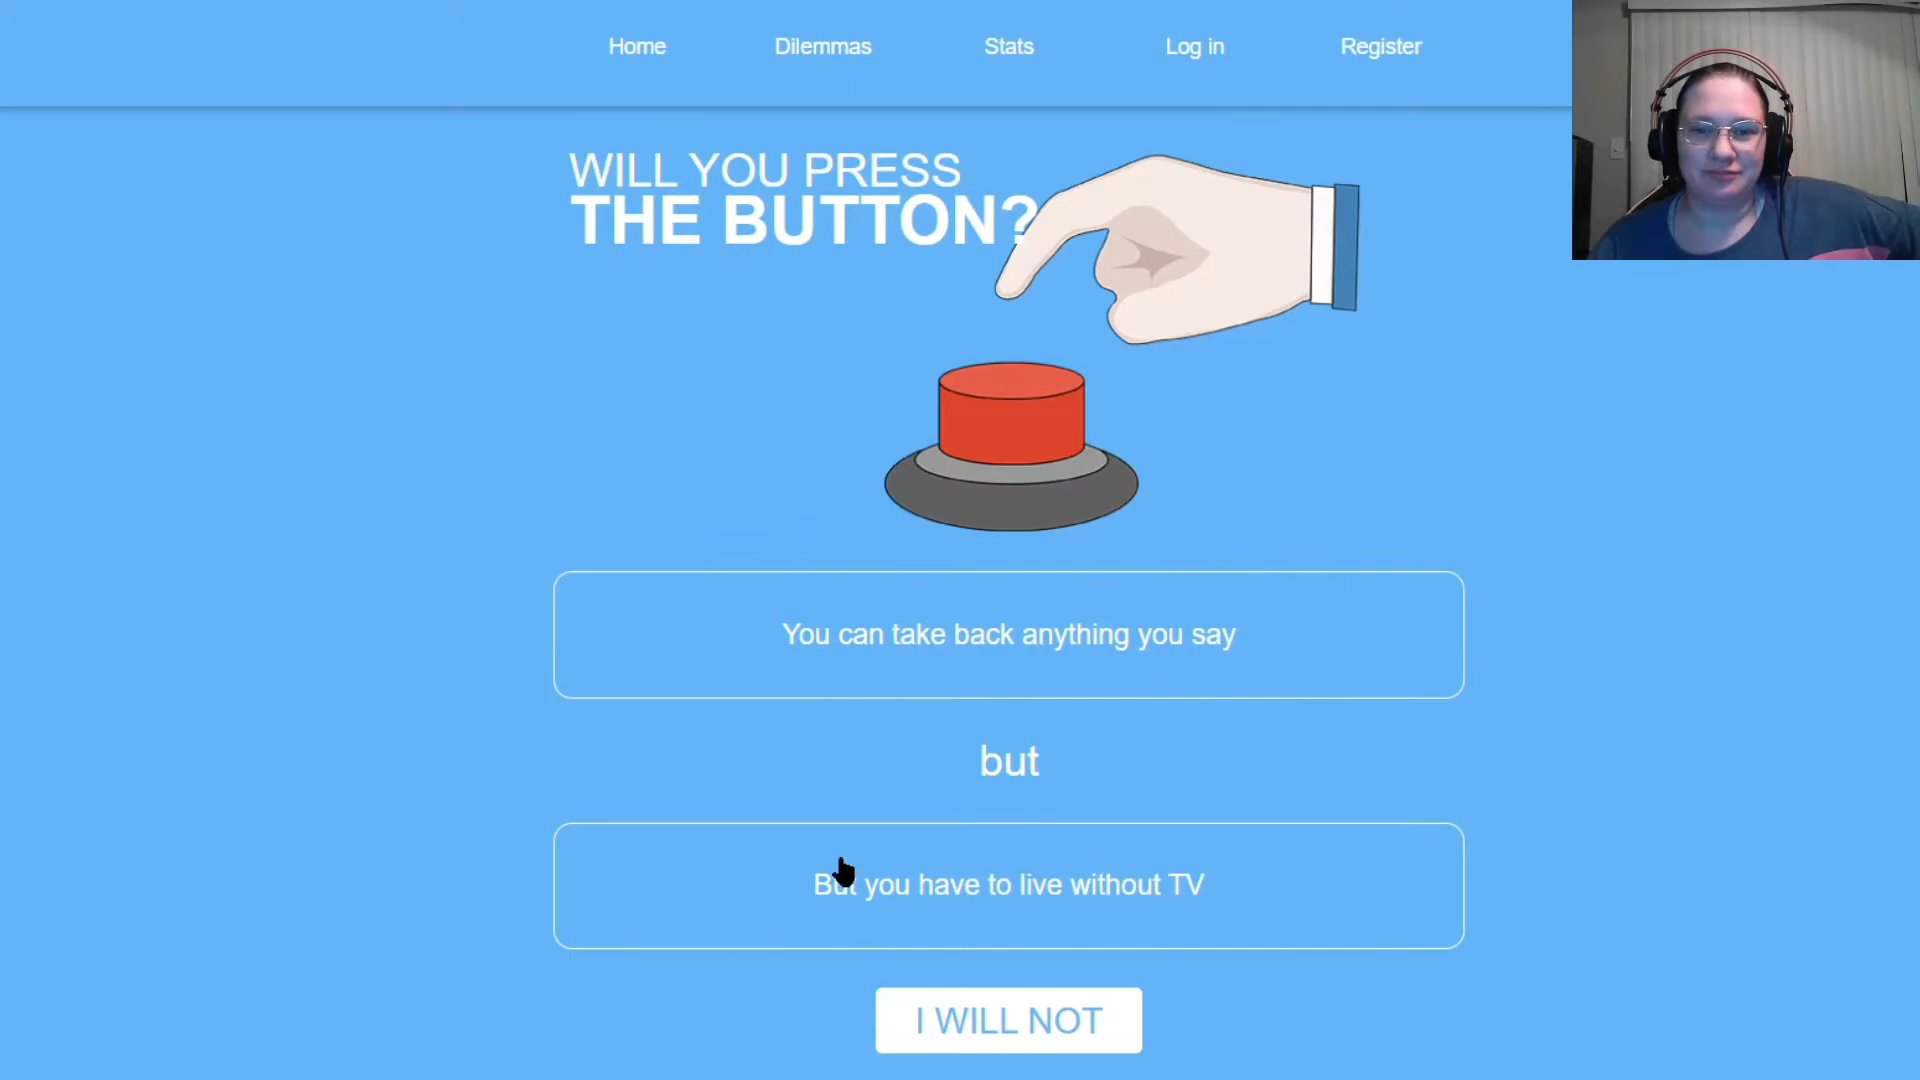 Home Dilemmas Stats Log in Register
WILL YOU PRESS
THE BUTTON?
You can take back anything you say
but
But you have to live without TV
I WILL NOT